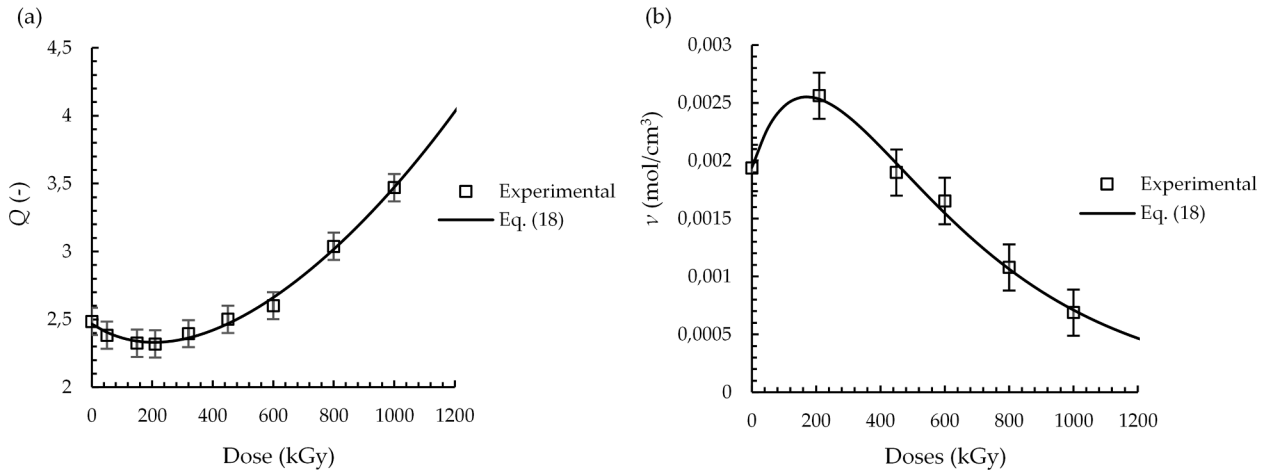 (a)
4,5
4
3,5
3
2,5
2
Q (-)
0 200 400 600 800 1000 1200
Dose (kGy)
Experimental
Eq. (18)
(b)
0,003
0,0025
0,002
0,0015
0,001
0,0005
0
ν (mol/cm³)
0 200 400 600 800 1000 1200
Doses (kGy)
Experimental
Eq. (18)